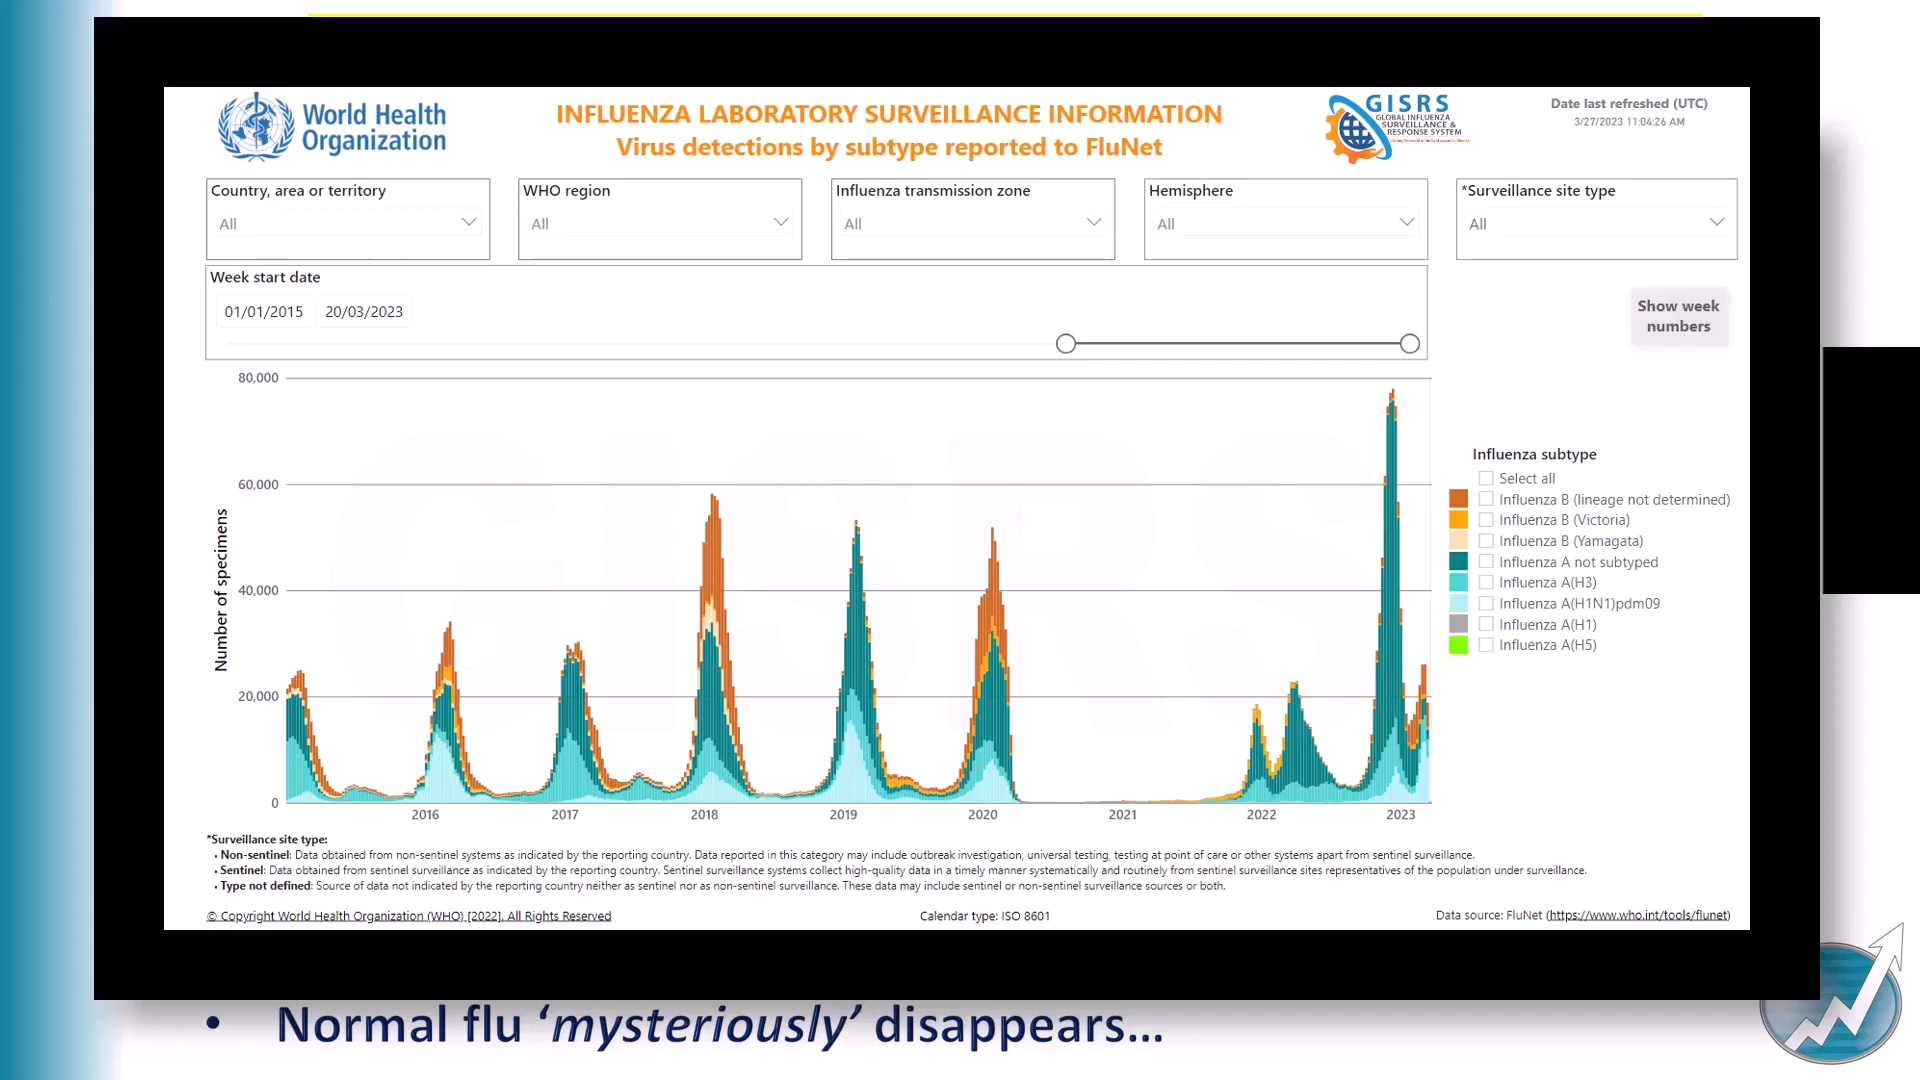 World Health
Organization
INFLUENZA LABORATORY SURVEILLANCE INFORMATION
Virus detections by subtype reported to FluNet
GISRS
GLOBAL INFLUENZA
SURVEILLANCE &
RESPONSE SYSTEM
Date last refreshed (UTC)
3/27/2023 11:04:26 AM
Country, area or territory
All
WHO region
All
Influenza transmission zone
All
Hemisphere
All
*Surveillance site type
All
Week start date
01/01/2015 20/03/2023
Show week
numbers
80,000
60,000
40,000
20,000
0
Number of specimens
GISRS
2016 2017 2018 2019 2020 2021 2022 2023
Influenza subtype
Select all
Influenza B (lineage not determined)
Influenza B (Victoria)
Influenza B (Yamagata)
Influenza A not subtyped
Influenza A(H3)
Influenza A(H1N1)pdm09
Influenza A(H1)
Influenza A(H5)
*Surveillance site type:
• Non-sentinel: Data obtained from non-sentinel systems as indicated by the reporting country. Data reported in this category may include outbreak investigation, universal testing, testing at point of care or other systems apart from sentinel surveillance.
• Sentinel: Data obtained from sentinel surveillance as indicated by the reporting country. Sentinel surveillance systems collect high-quality data in a timely manner systematically and routinely from sentinel surveillance sites representatives of the population under surveillance.
• Type not defined: Source of data not indicated by the reporting country neither as sentinel nor as non-sentinel surveillance. These data may include sentinel or non-sentinel surveillance sources or both.
© Copyright World Health Organization (WHO) [2022], All Rights Reserved
Calendar type: ISO 8601
Data source: FluNet (https://www.who.int/tools/flunet)
• Normal flu ‘mysteriously’ disappears...